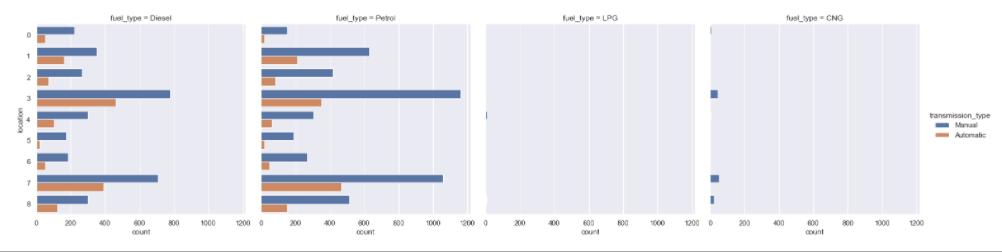 fuel_type = Diesel
fuel_type = Petrol
fuel_type = LPG
fuel_type = CNG
location
0
1
2
3
4
5
6
7
8
0 200 400 600 800 1000 1200
0 200 400 600 800 1000 1200
0 200 400 600 800 1000 1200
0 200 400 600 800 1000 1200
count
count
count
count
transmission_type
Manual
Automatic